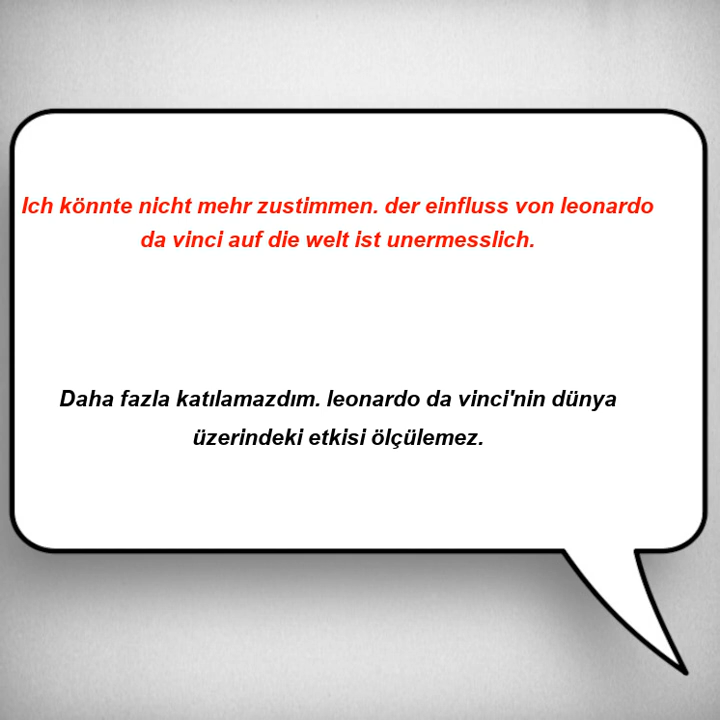 Ich könnte nicht mehr zustimmen. der einfluss von leonardo
da vinci auf die welt ist unermesslich.
Daha fazla katılamazdım. leonardo da vinci'nin dünya
üzerindeki etkisi ölçülemez.